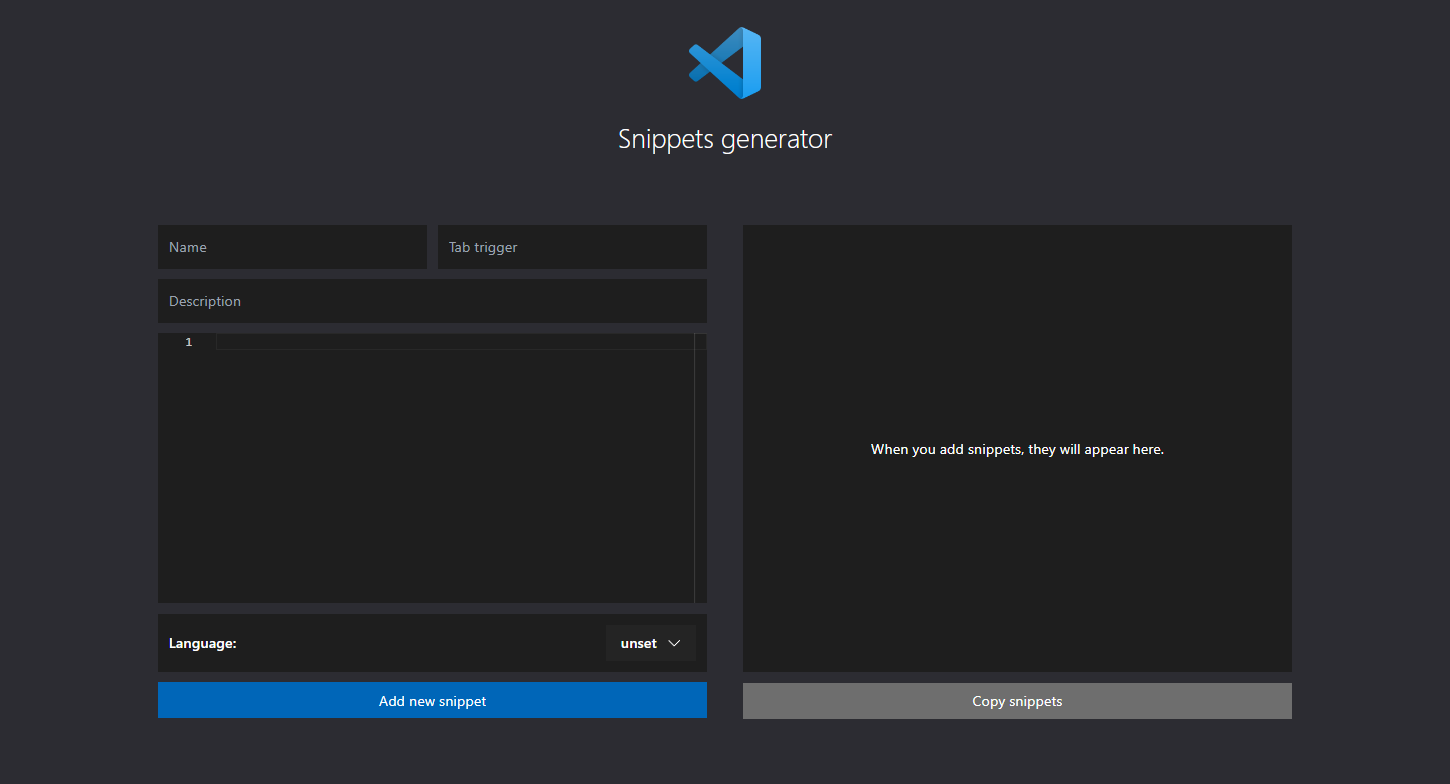 Snippets generator
Name
Tab trigger
Description
1
Language:
unset
Add new snippet
When you add snippets, they will appear here.
Copy snippets